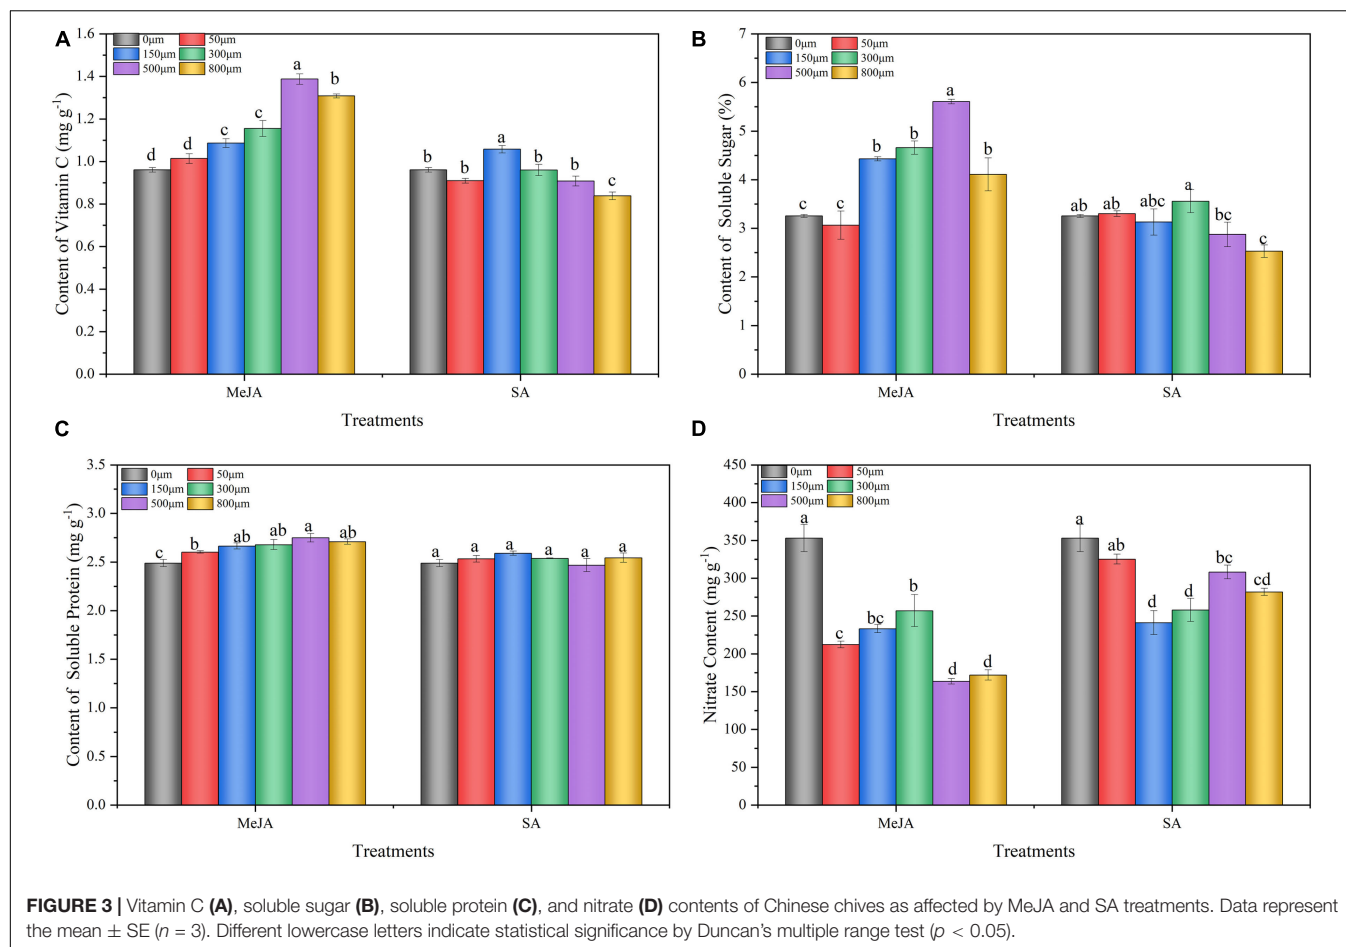 A
0μm 50μm
150μm 300μm
500μm 800μm
Content of Vitamin C (mg g-1)
1.6
1.4
1.2
1.0
0.8
0.6
0.4
0.2
0.0
d d c c a b
b b a b b c
MeJA SA
Treatments
B
0μm 50μm
150μm 300μm
500μm 800μm
Content of Soluble Sugar (%)
7
6
5
4
3
2
1
0
c c b b a b
ab ab abc a bc c
MeJA SA
Treatments
C
0μm 50μm
150μm 300μm
500μm 800μm
Content of Soluble Protein (mg g-1)
3.5
3.0
2.5
2.0
1.5
1.0
0.5
0.0
c b ab ab a ab
a a a a a a
MeJA SA
Treatments
D
0μm 50μm
150μm 300μm
500μm 800μm
Nitrate Content (mg g-1)
450
400
350
300
250
200
150
100
50
0
a c bc b d d
a ab d d bc cd
MeJA SA
Treatments
FIGURE 3 | Vitamin C (A), soluble sugar (B), soluble protein (C), and nitrate (D) contents of Chinese chives as affected by MeJA and SA treatments. Data represent
the mean ± SE (n = 3). Different lowercase letters indicate statistical significance by Duncan's multiple range test (p < 0.05).